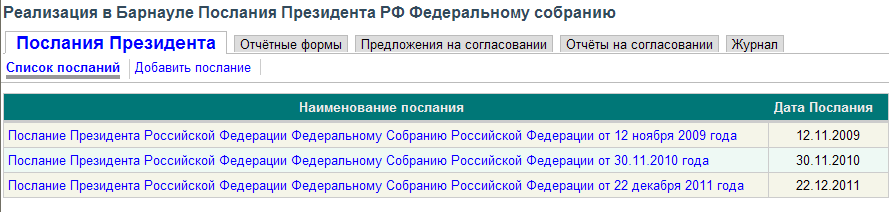 Реализация в Барнауле Послания Президента РФ Федеральному собранию
Послания Президента Отчётные формы Предложения на согласовании Отчёты на согласовании Журнал
Список посланий Добавить послание
Наименование послания Дата Послания
Послание Президента Российской Федерации Федеральному Собранию Российской Федерации от 12 ноября 2009 года 12.11.2009
Послание Президента Российской Федерации Федеральному Собранию Российской Федерации от 30.11.2010 года 30.11.2010
Послание Президента Российской Федерации Федеральному Собранию Российской Федерации от 22 декабря 2011 года 22.12.2011